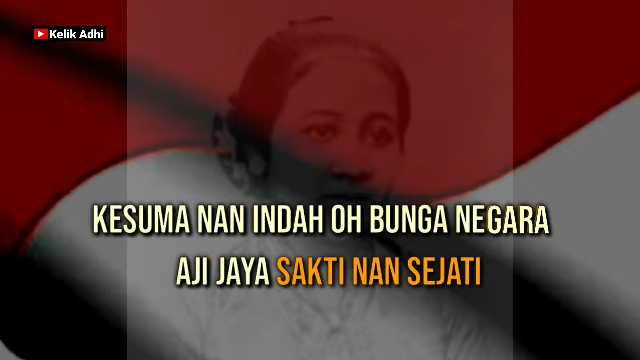 Kelik Adhi
KESUMA NAN INDAH OH BUNGA NEGARA
AJI JAYA SAKTI NAN SEJATI